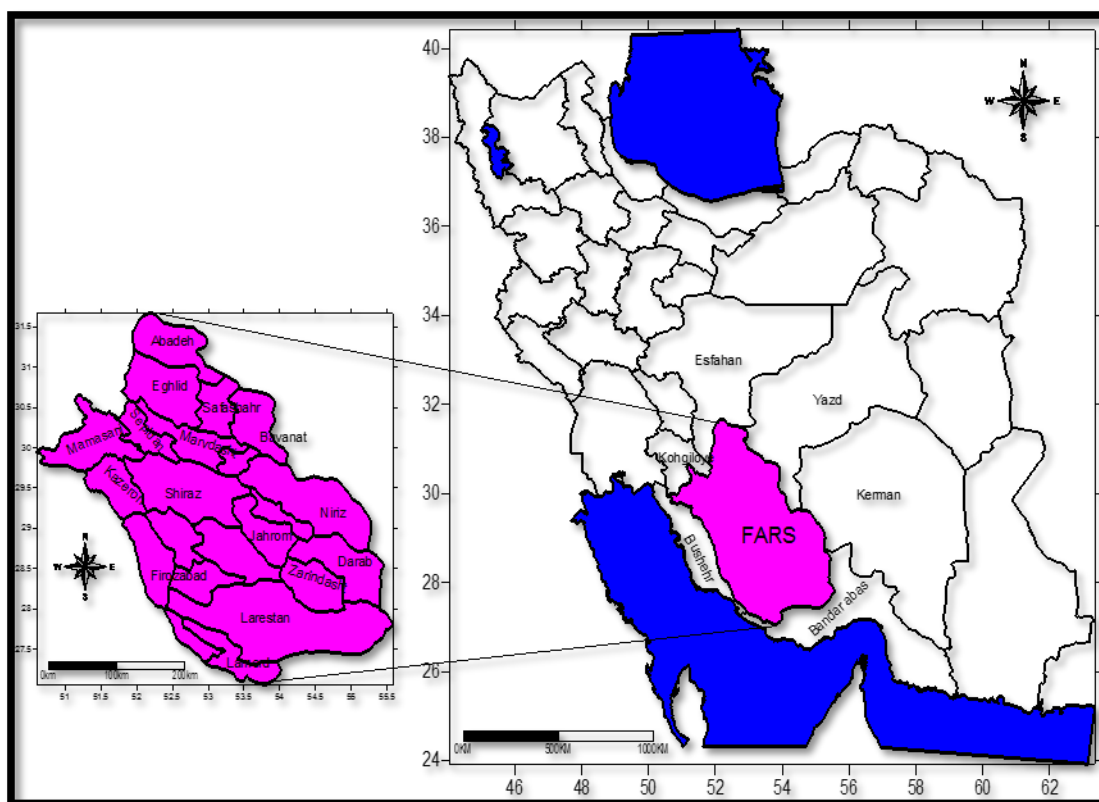 N
W E
S
40
38
36
34
32
30
28
26
24
46 48 50 52 54 56 58 60 62
Esfahan
Yazd
Kohgiloye
Kerman
FARS
Bushehr
Bandar abas
0KM 500KM 1000KM
31.5
31
30.5
30
29.5
29
28.5
28
27.5
51 51.5 52 52.5 53 53.5 54 54.5 55 55.5
Abadeh
Eghlid
Safashahr
Bavanat
Sepidan
Marvdasht
Mamasani
Kazeron
Shiraz
Niriz
Jahrom
Darab
Firozabad
Zarindasht
Larestan
Lamerd
N
W E
S
0km 100km 200km